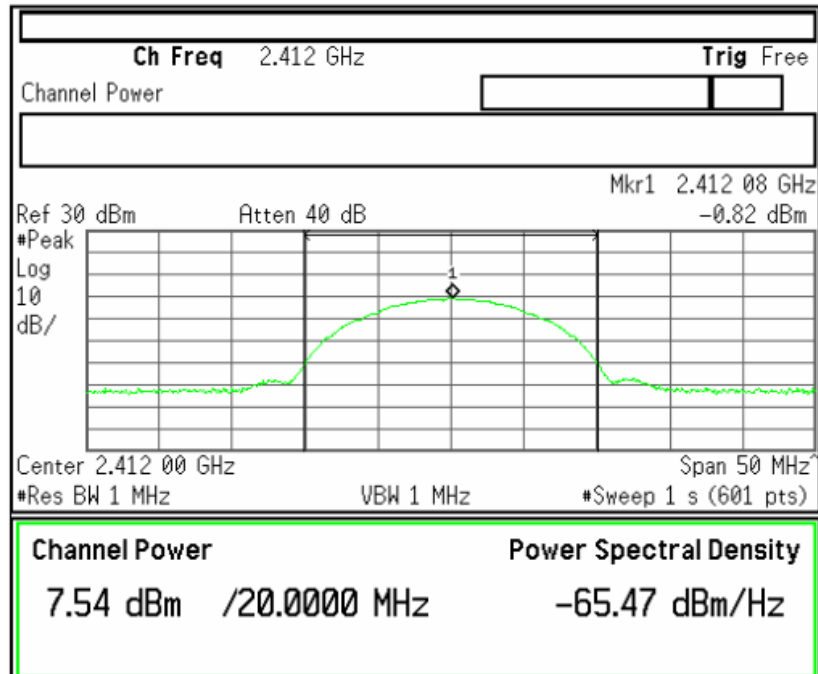 Ch Freq 2.412 GHz Trig Free
Channel Power
Mkr1 2.412 08 GHz
Ref 30 dBm Atten 40 dB -0.82 dBm
#Peak
Log
10
dB/
1
Center 2.412 00 GHz Span 50 MHz^
#Res BW 1 MHz VBW 1 MHz #Sweep 1 s (601 pts)
Channel Power Power Spectral Density
7.54 dBm /20.0000 MHz -65.47 dBm/Hz